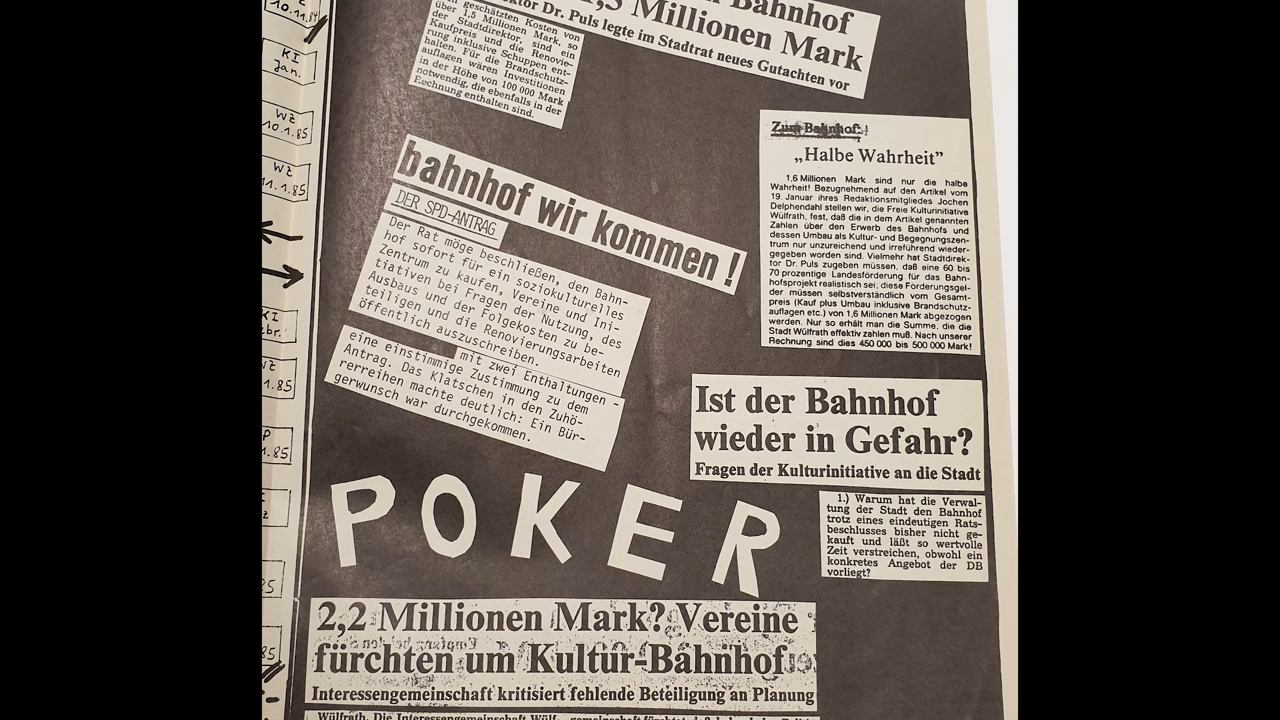 10.1.84
KI
Jan.
WZ
10.1.85
WZ
11.1.85
KI
1.85
1.85
85
85
Bahnhof
Millionen Mark
Dr. Puls legte im Stadtrat neues Gutachten vor
geschätzten Kosten von
über 1,5 Millionen Mark, so
der Stadtdirektor, sind ein
Kaufpreis und die Renovie-
rung inklusive Schuppen ent-
halten. Für die Brandschutz-
auflagen wären Investitionen
in der Höhe von 100 000 Mark
notwendig, die ebenfalls in der
Rechnung enthalten sind.
Zum Bahnhof:
„Halbe Wahrheit”
1,6 Millionen Mark sind nur die halbe
Wahrheit! Bezugnehmend auf den Artikel vom
19. Januar ihres Redaktionsmitgliedes Jochen
Delphendahl stellen wir, die Freie Kulturinitiative
Wülfrath, fest, daß die in dem Artikel genannten
Zahlen über den Erwerb des Bahnhofs und
dessen Umbau als Kultur- und Begegnungszen-
trum nur unzureichend und irreführend wieder-
gegeben worden sind. Vielmehr hat Stadtdirek-
tor Dr. Puls zugeben müssen, daß eine 60 bis
70 prozentige Landesförderung für das Bahn-
hofsprojekt realistisch sei; diese Förderungsgel-
der müssen selbstverständlich vom Gesamt-
preis (Kauf plus Umbau inklusive Brandschutz-
auflagen etc.) von 1,6 Millionen Mark abgezogen
werden. Nur so erhält man die Summe, die die
Stadt Wülfrath effektiv zahlen muß. Nach unserer
Rechnung sind dies 450 000 bis 500 000 Mark!
bahnhof wir kommen!
DER SPD-ANTRAG
Der Rat möge beschließen, den Bahn-
hof sofort für ein soziokulturelles
Zentrum zu kaufen, Vereine und Ini-
tiativen bei Fragen der Nutzung, des
Ausbaus und der Folgekosten zu be-
teiligen und die Renovierungsarbeiten
öffentlich auszuschreiben.
eine einstimmige Zustimmung zu dem
mit zwei Enthaltungen -
Antrag. Das Klatschen in den Zuhö-
rerreihen machte deutlich: Ein Bür-
gerwunsch war durchgekommen.
Ist der Bahnhof
wieder in Gefahr?
Fragen der Kulturinitiative an die Stadt
1.) Warum hat die Verwal-
tung der Stadt den Bahnhof
trotz eines eindeutigen Rats-
beschlusses bisher nicht ge-
kauft und läßt so wertvolle
Zeit verstreichen, obwohl ein
konkretes Angebot der DB
vorliegt?
POKER
2,2 Millionen Mark? Vereine
fürchten um Kultur-Bahnhof
Interessengemeinschaft kritisiert fehlende Beteiligung an Planung
Wülfrath. Die Interessengemeinschaft Wülf-